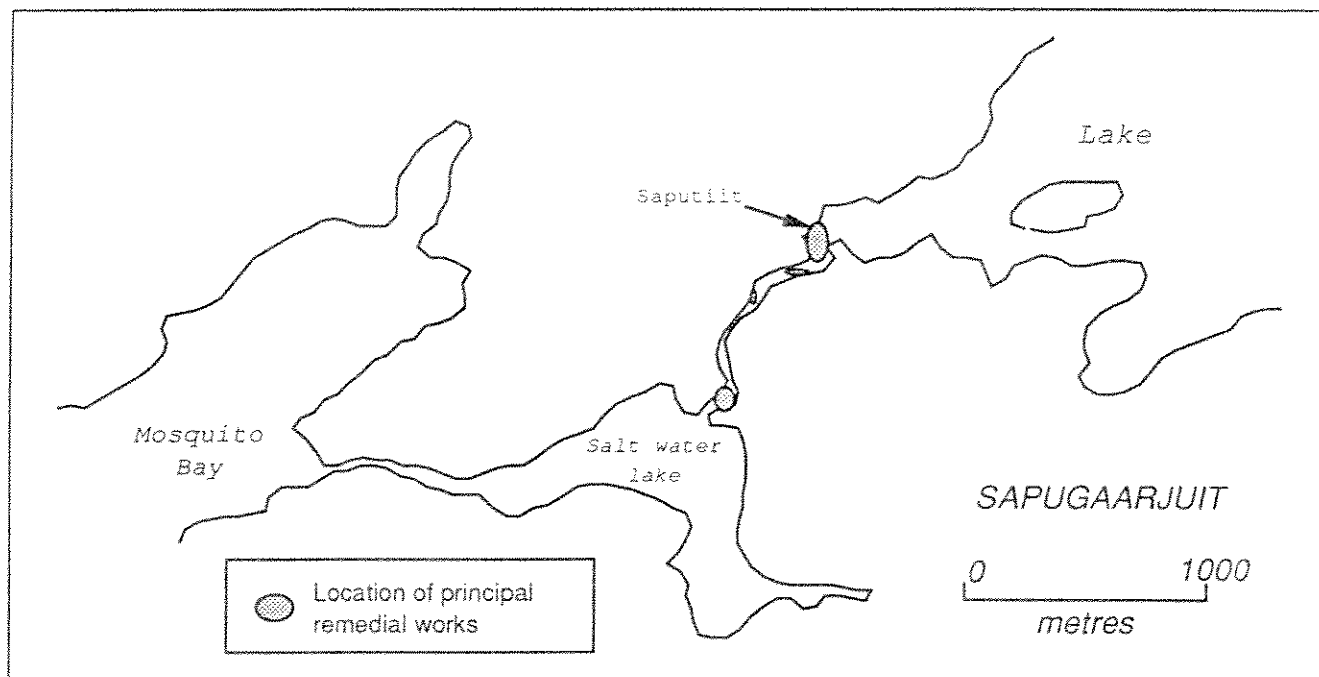 Lake
Saputiit
Mosquito
Bay
Salt water
lake
SAPUGAARJUIT
0 1000
metres
Location of principal
remedial works